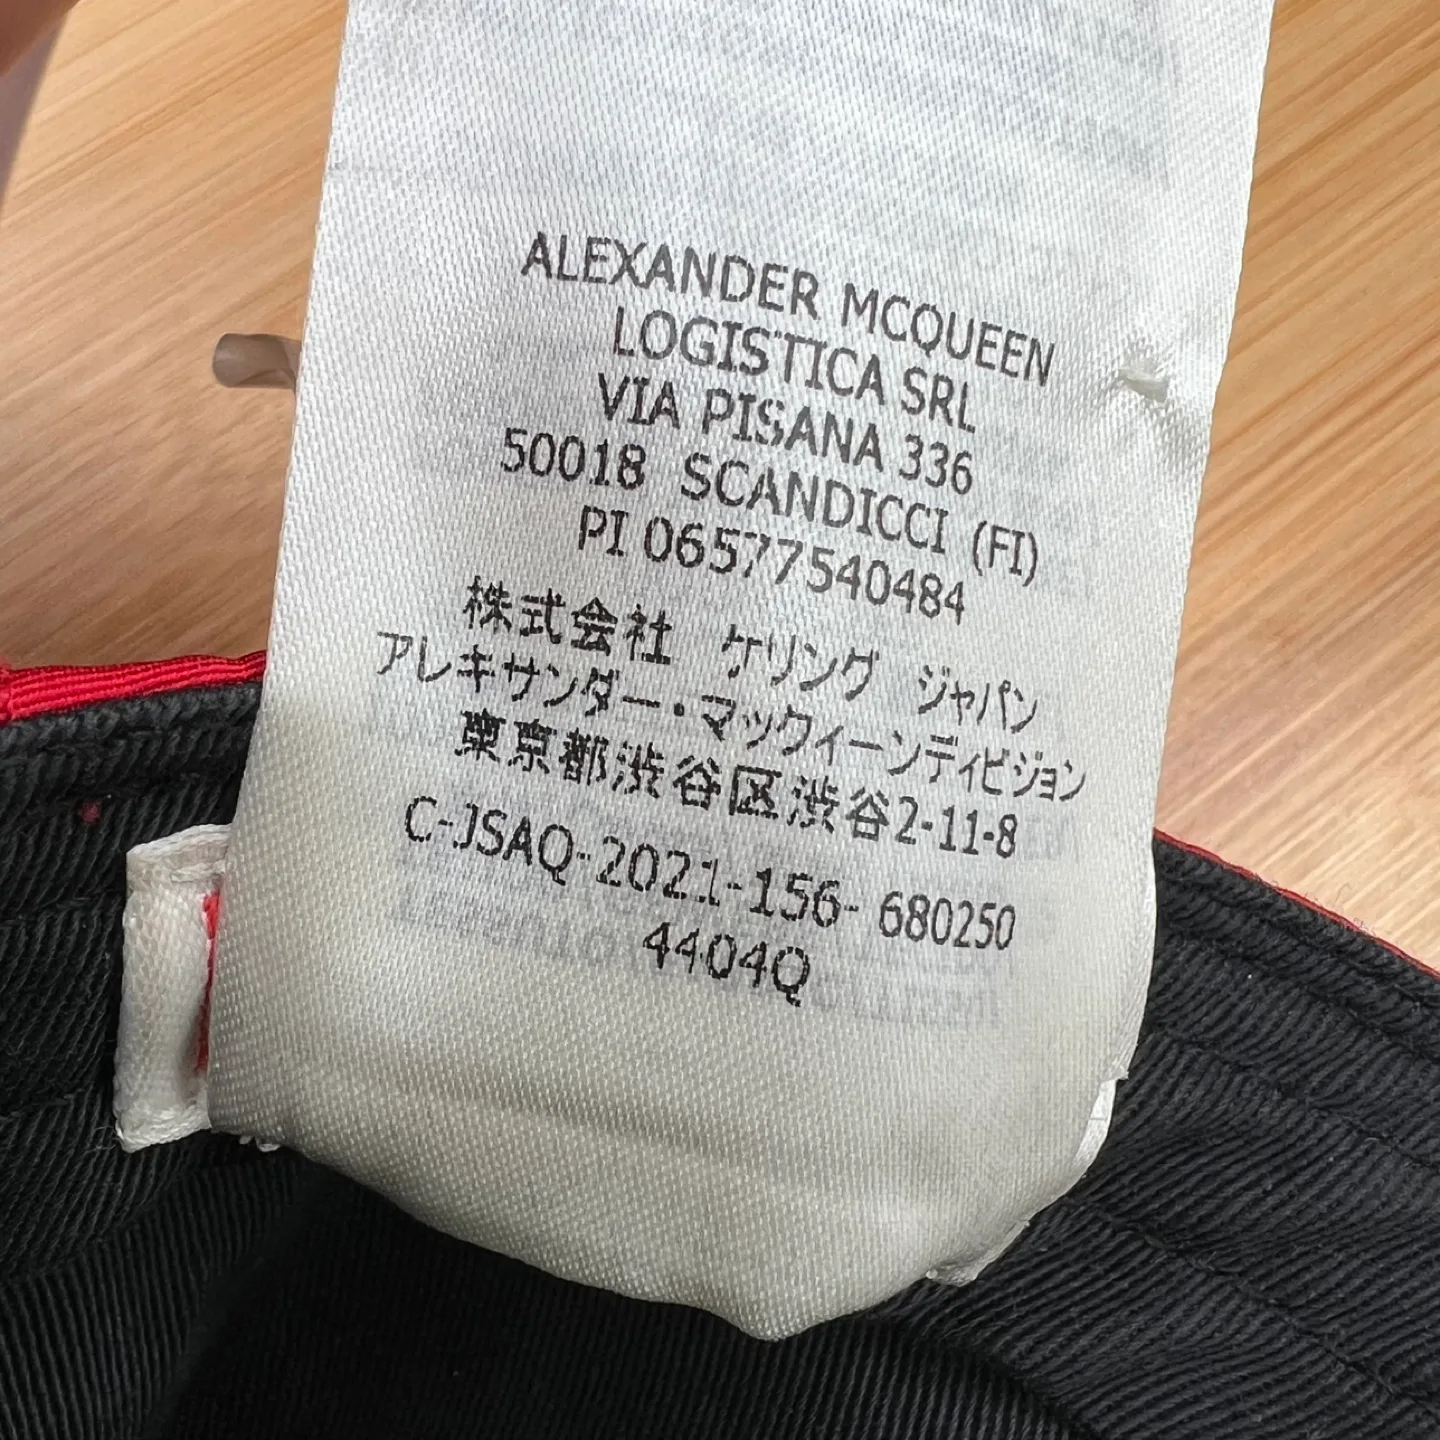 ALEXANDER MCQUEEN
LOGISTICA SRL
VIA PISANA 336
50018 SCANDICCI (FI)
PI 06577540484
株式会社 ケリング ジャパン
アレキサンダー・マックィーンディビジョン
東京都渋谷区渋谷2-11-8
C-JSAQ-2021-156- 680250
4404Q